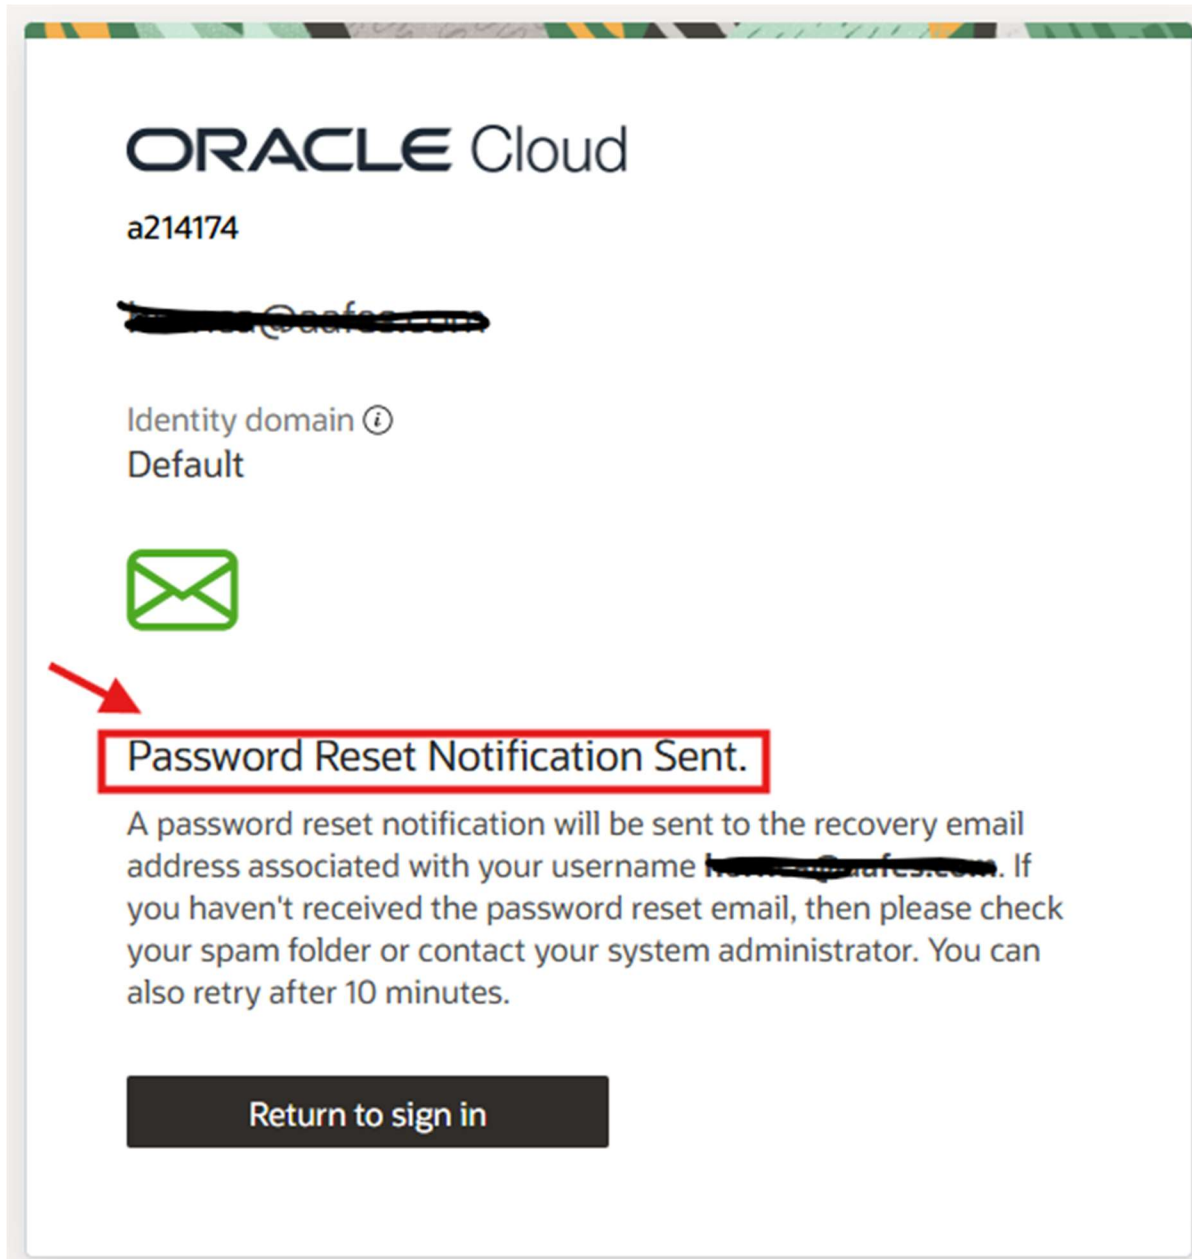 ORACLE Cloud
a214174
Identity domain
Default
Password Reset Notification Sent.
A password reset notification will be sent to the recovery email
address associated with your username . If
you haven't received the password reset email, then please check
your spam folder or contact your system administrator. You can
also retry after 10 minutes.
Return to sign in